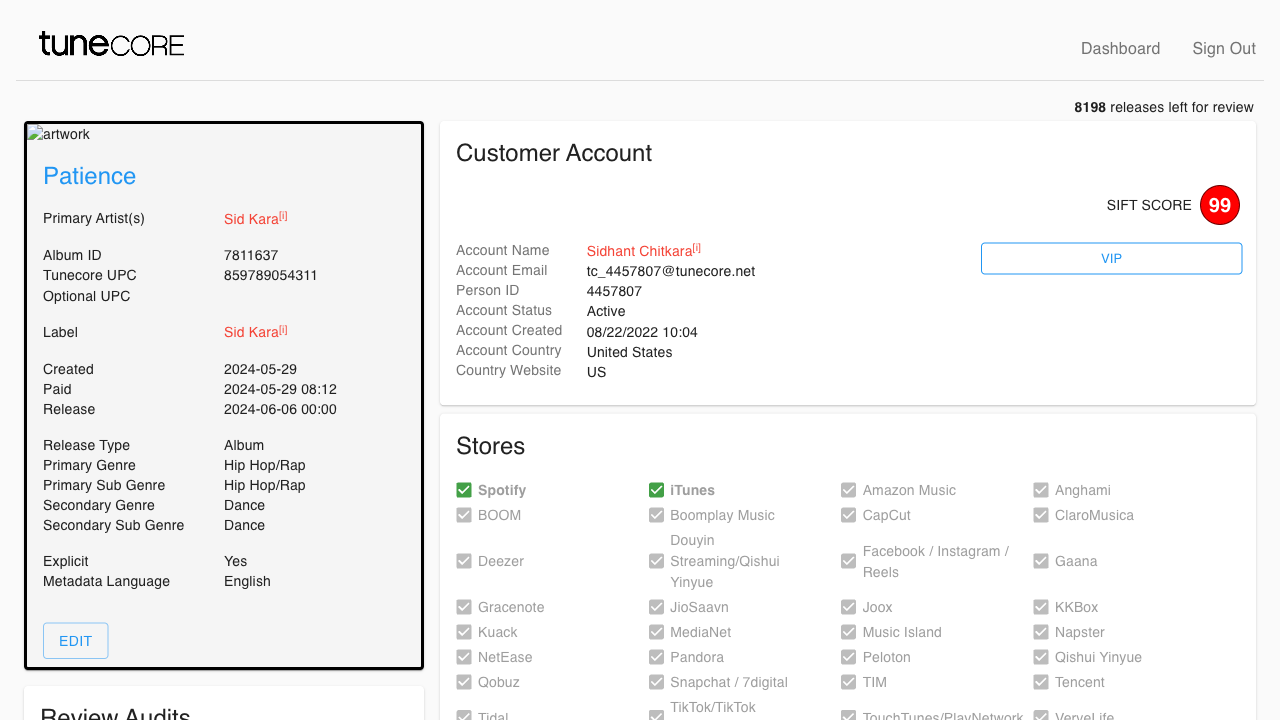 tunecore
Dashboard
Sign Out
8198 releases left for review
artwork
Patience
Primary Artist(s) Sid Kara[i]
Album ID 7811637
Tunecore UPC 859789054311
Optional UPC
Label Sid Kara[i]
Created 2024-05-29
Paid 2024-05-29 08:12
Release 2024-06-06 00:00
Release Type Album
Primary Genre Hip Hop/Rap
Primary Sub Genre Hip Hop/Rap
Secondary Genre Dance
Secondary Sub Genre Dance
Explicit Yes
Metadata Language English
EDIT
Review Audits
Customer Account
SIFT SCORE 99
Account Name Sidhant Chitkara[i]
Account Email tc_4457807@tunecore.net
Person ID 4457807
Account Status Active
Account Created 08/22/2022 10:04
Account Country United States
Country Website US
VIP
Stores
Spotify iTunes Amazon Music Anghami
BOOM Boomplay Music CapCut ClaroMusica
Deezer
Douyin
Streaming/Qishui
Yinyue
Facebook / Instagram /
Reels
Gaana
Gracenote JioSaavn Joox KKBox
Kuack MediaNet Music Island Napster
NetEase Pandora Peloton Qishui Yinyue
Qobuz Snapchat / 7digital TIM Tencent
Tidal
TikTok/TikTok
TouchTunes/PlayNetwork
VerveLife